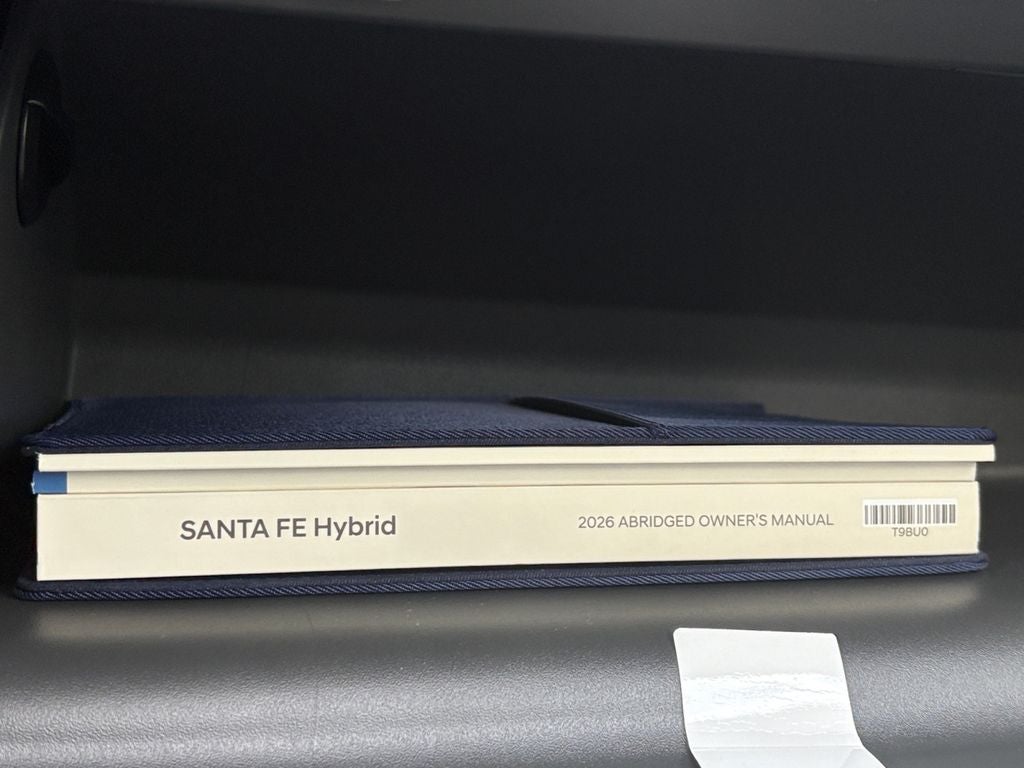 SANTA FE Hybrid
2026 ABRIDGED OWNER'S MANUAL
T9BU0